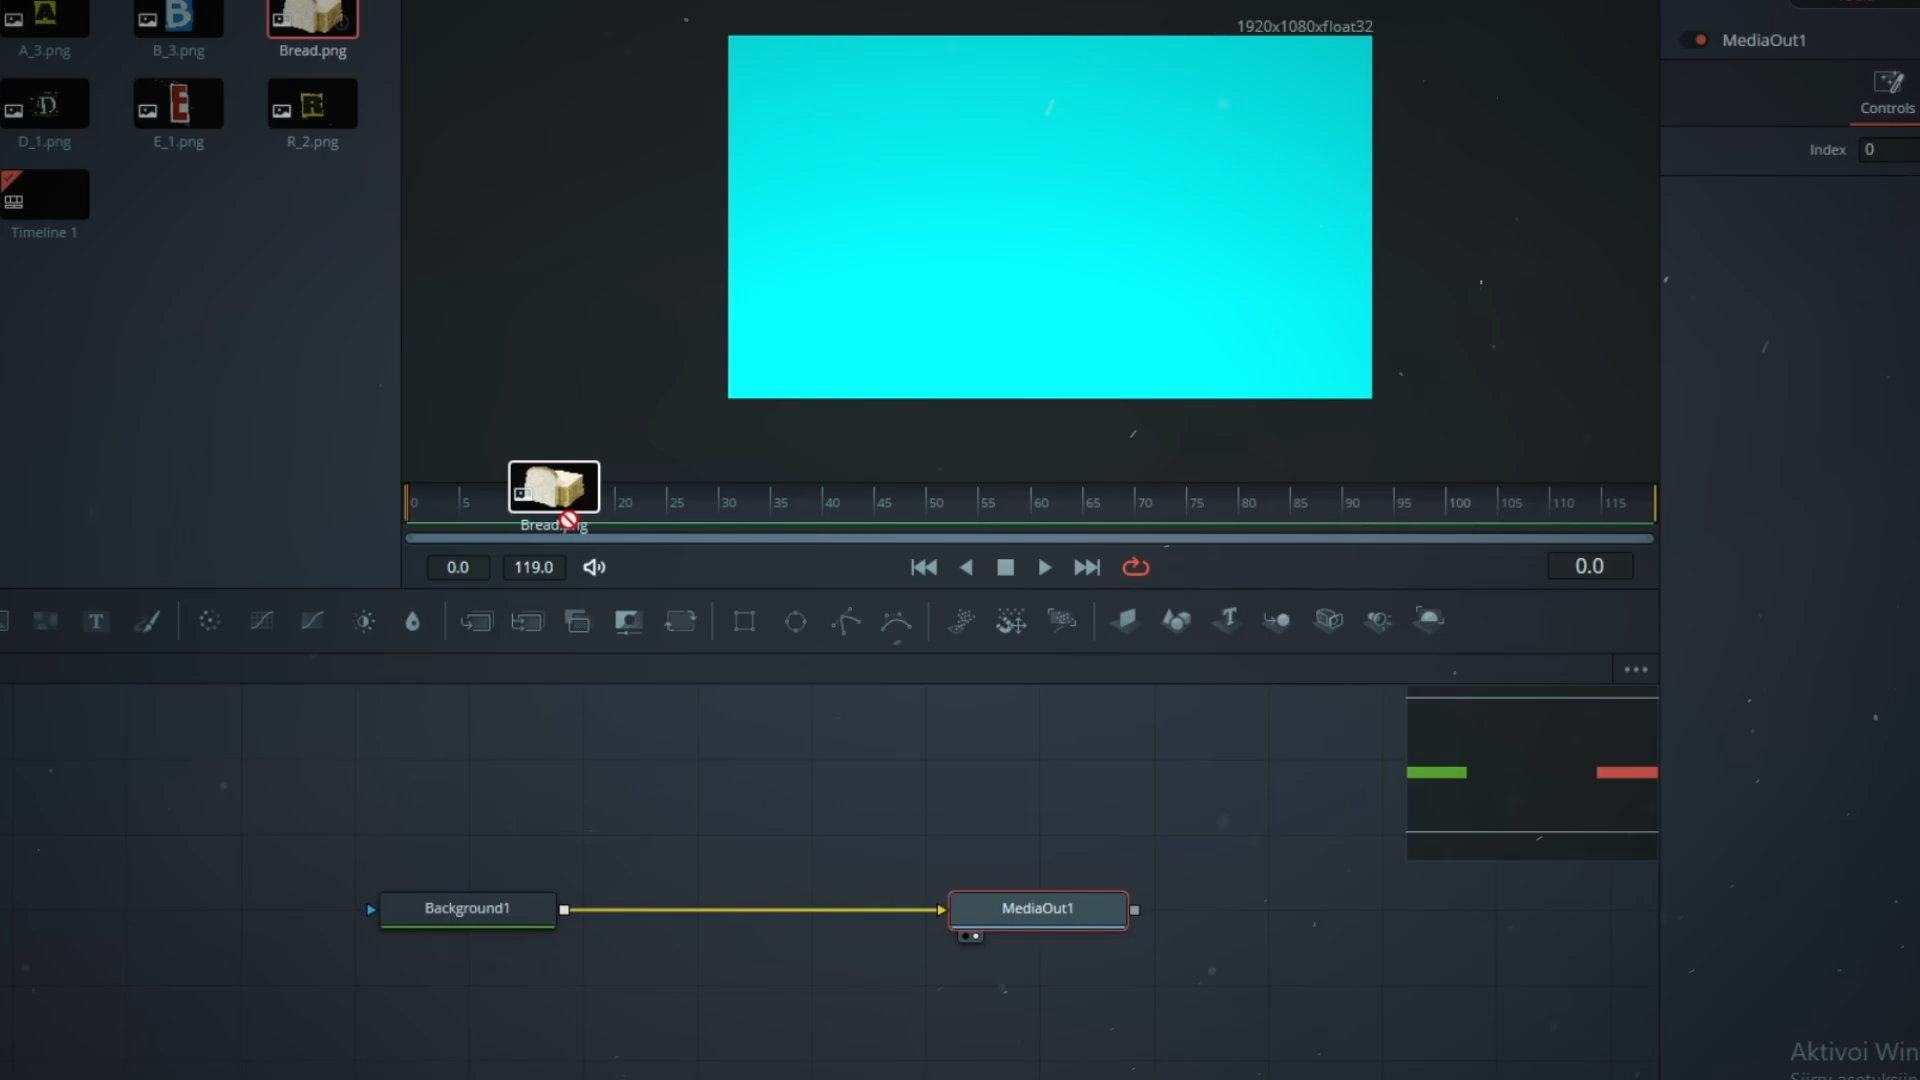 A_3.png
B_3.png
Bread.png
D_1.png
E_1.png
R_2.png
Timeline 1
1920x1080xfloat32
MediaOut1
Controls
Index 0
Bread.png
0 5 20 25 30 35 40 45 50 55 60 65 70 75 80 85 90 95 100 105 110 115
0.0 119.0 0.0
Background1
MediaOut1
Aktivoi Win